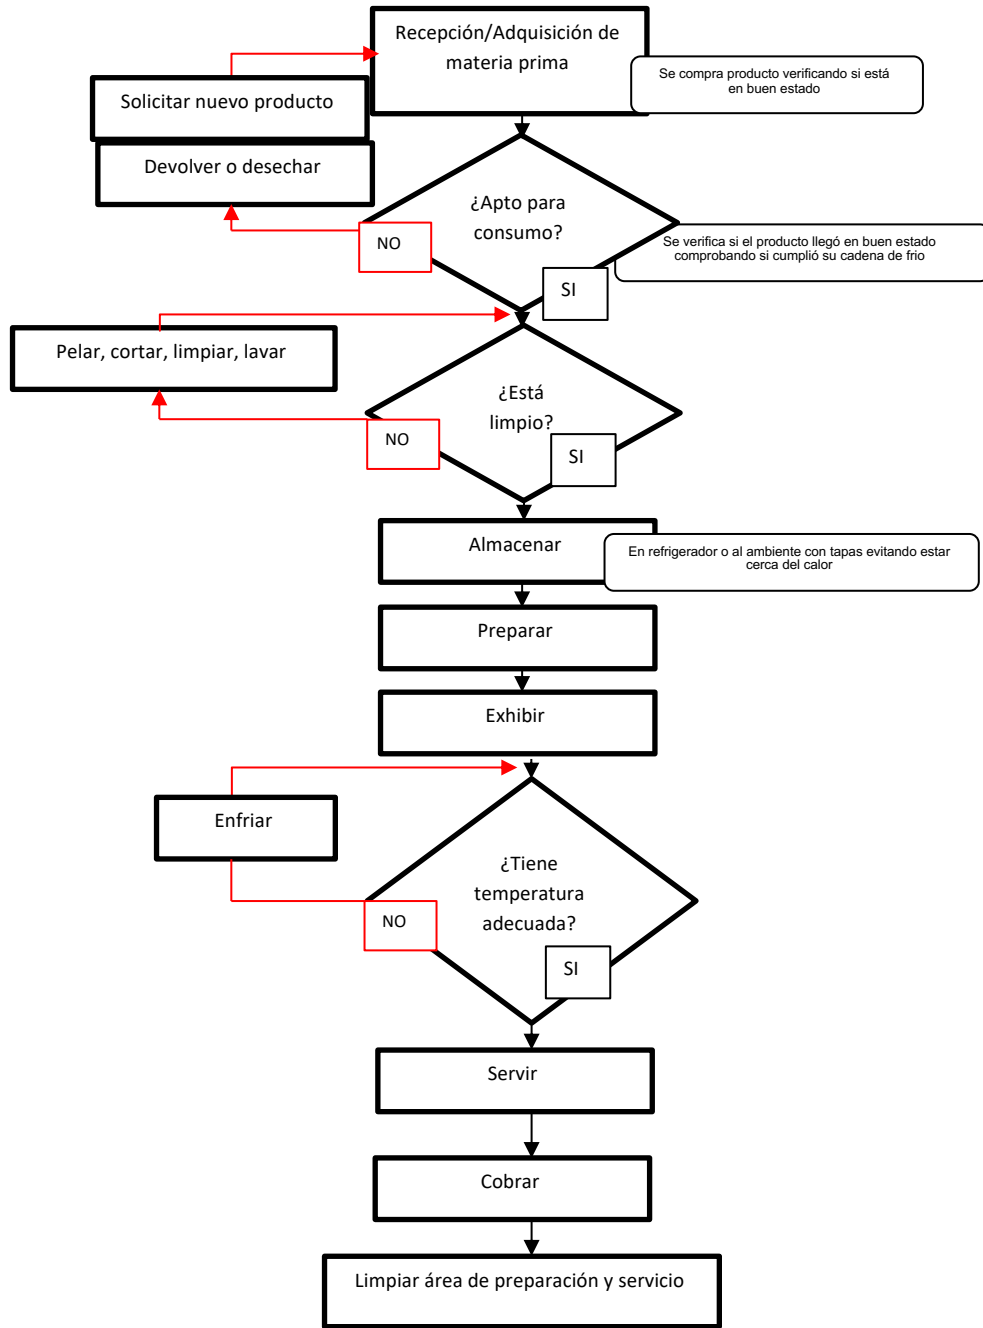 Recepción/Adquisición de
materia prima
Se compra producto verificando si está
en buen estado
Solicitar nuevo producto
Devolver o desechar
¿Apto para
consumo?
NO
Se verifica si el producto llegó en buen estado
comprobando si cumplió su cadena de frio
SI
Pelar, cortar, limpiar, lavar
¿Está
limpio?
NO
SI
Almacenar
En refrigerador o al ambiente con tapas evitando estar
cerca del calor
Preparar
Exhibir
Enfriar
¿Tiene
temperatura
adecuada?
NO
SI
Servir
Cobrar
Limpiar área de preparación y servicio